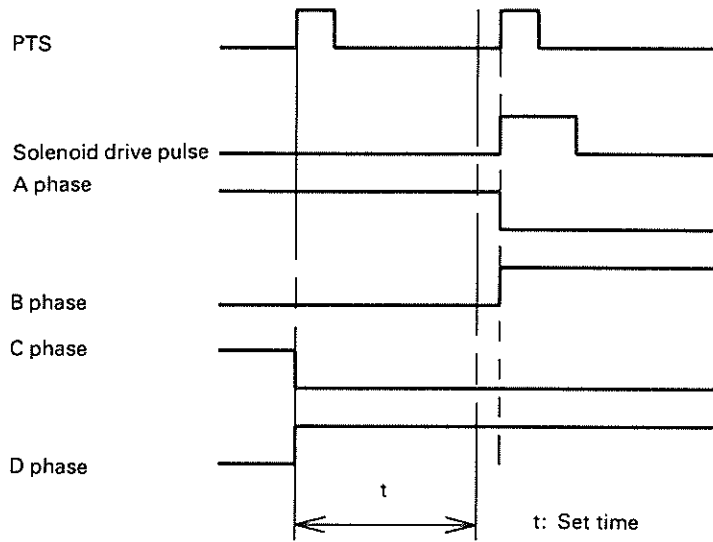 PTS
Solenoid drive pulse
A phase
B phase
C phase
D phase
t
t: Set time